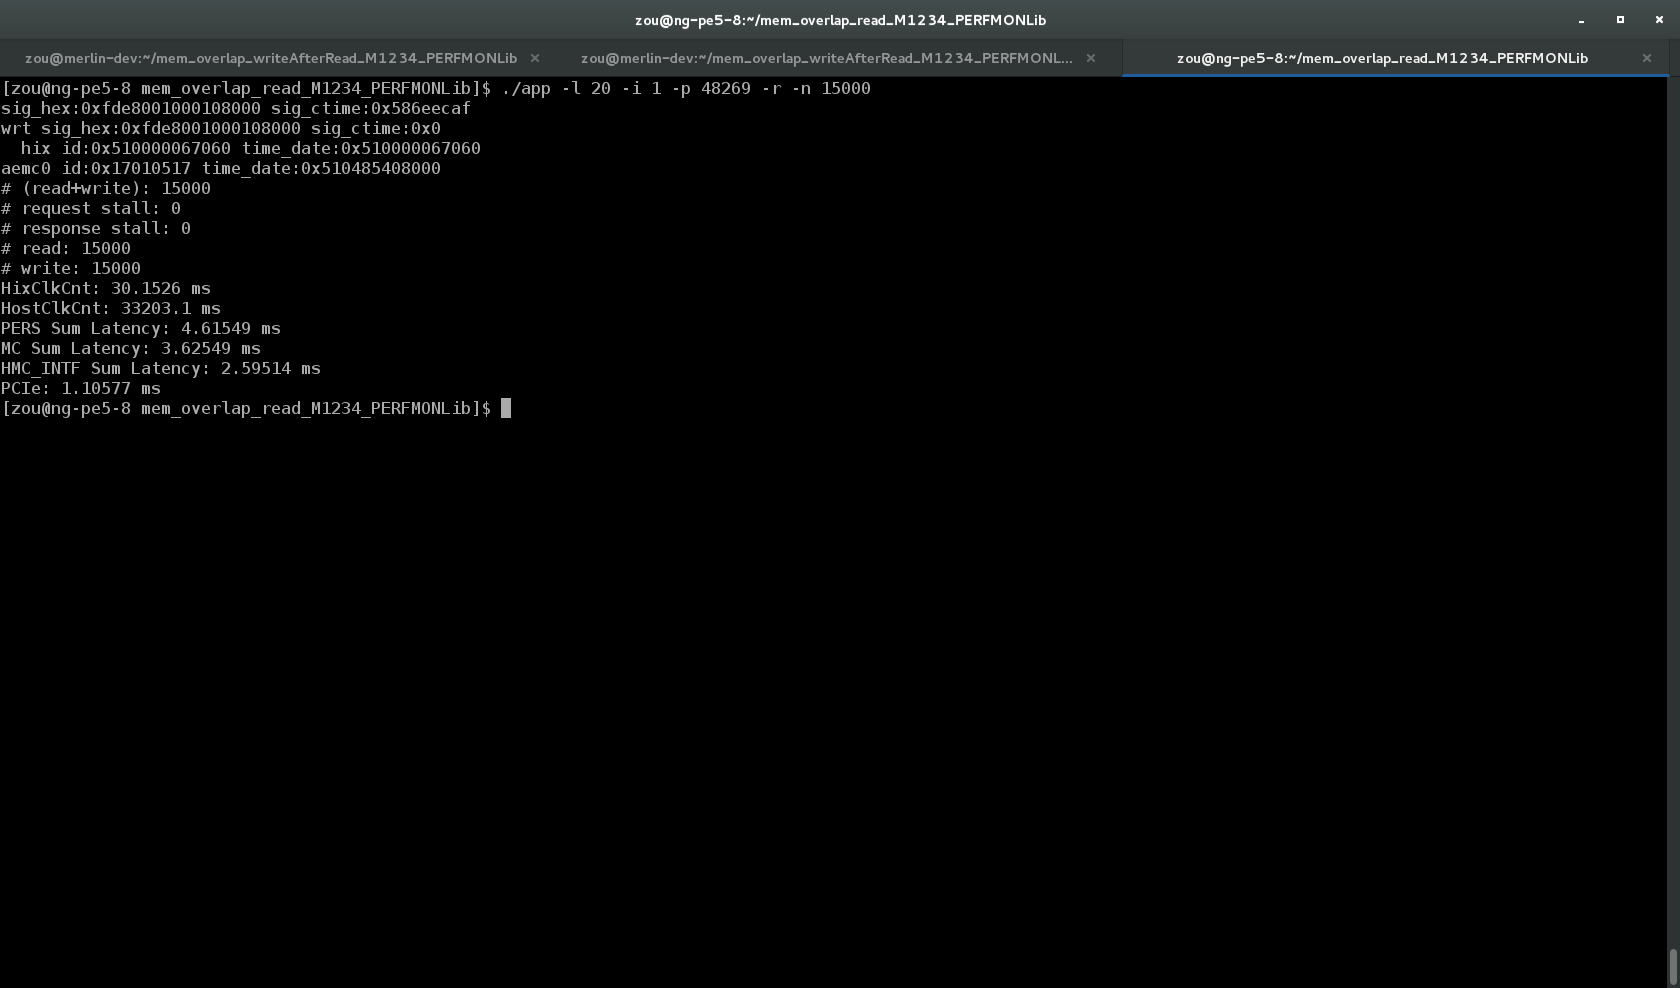 zou@ng-pe5-8:~/mem_overlap_read_M1234_PERFMONLib
zou@merlin-dev:~/mem_overlap_writeAfterRead_M1234_PERFMONLib
zou@merlin-dev:~/mem_overlap_writeAfterRead_M1234_PERFMONL...
zou@ng-pe5-8:~/mem_overlap_read_M1234_PERFMONLib
[zou@ng-pe5-8 mem_overlap_read_M1234_PERFMONLib]$ ./app -l 20 -i 1 -p 48269 -r -n 15000
sig_hex:0xfde8001000108000 sig_ctime:0x586eecaf
wrt sig_hex:0xfde8001000108000 sig_ctime:0x0
  hix id:0x510000067060 time_date:0x510000067060
aemc0 id:0x17010517 time_date:0x510485408000
# (read+write): 15000
# request stall: 0
# response stall: 0
# read: 15000
# write: 15000
HixClkCnt: 30.1526 ms
HostClkCnt: 33203.1 ms
PERS Sum Latency: 4.61549 ms
MC Sum Latency: 3.62549 ms
HMC_INTF Sum Latency: 2.59514 ms
PCIe: 1.10577 ms
[zou@ng-pe5-8 mem_overlap_read_M1234_PERFMONLib]$